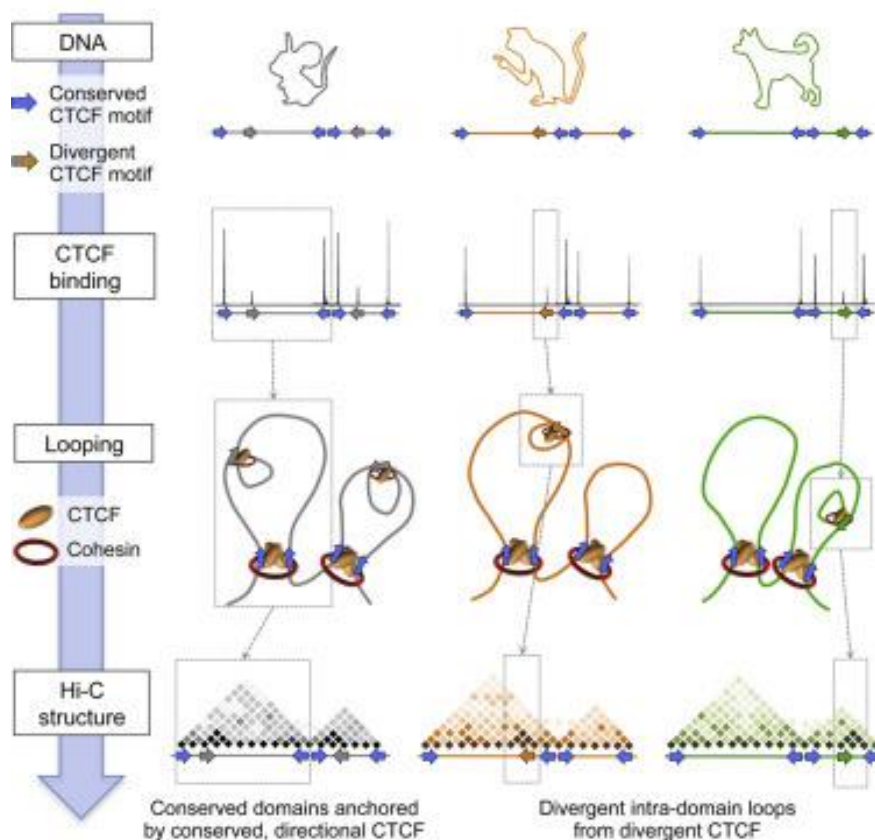 DNA
Conserved
CTCF motif
Divergent
CTCF motif
CTCF
binding
Looping
CTCF
Cohesin
Hi-C
structure
Conserved domains anchored
by conserved, directional CTCF
Divergent intra-domain loops
from divergent CTCF